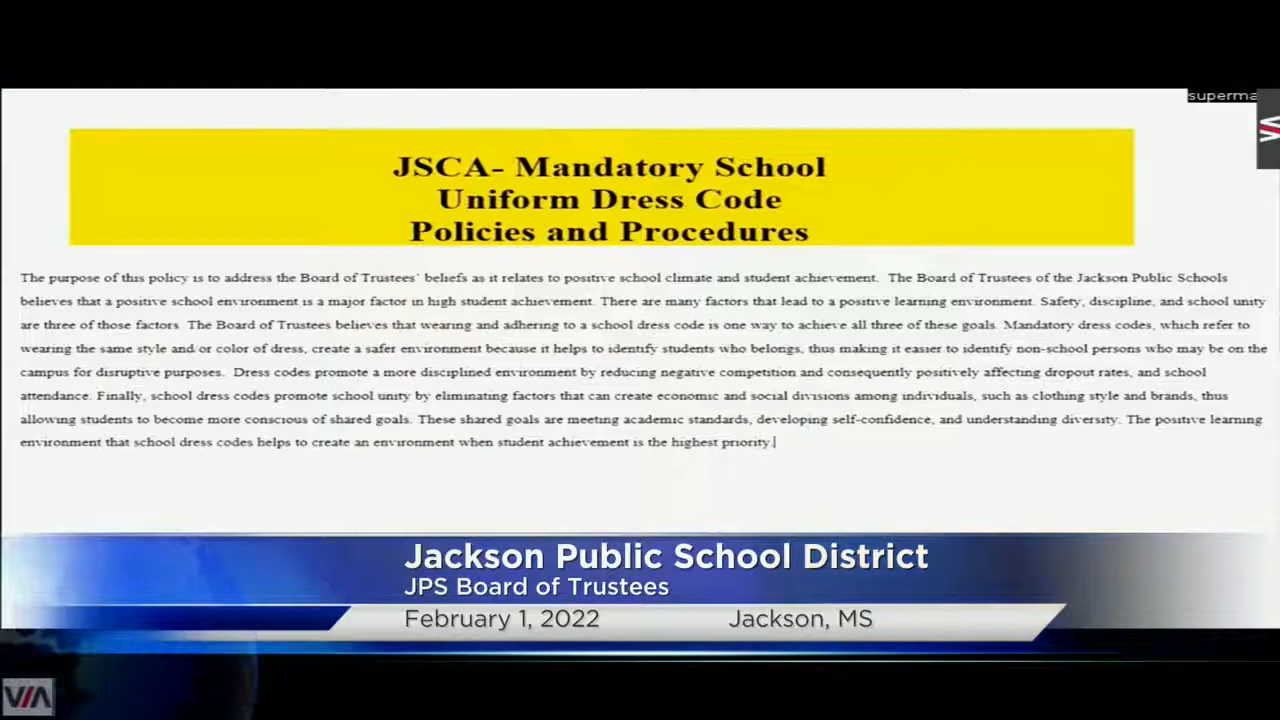 superma
JSCA- Mandatory School
Uniform Dress Code
Policies and Procedures
The purpose of this policy is to address the Board of Trustees' beliefs as it relates to positive school climate and student achievement. The Board of Trustees of the Jackson Public Schools
believes that a positive school environment is a major factor in high student achievement. There are many factors that lead to a positive learning environment. Safety, discipline, and school unity
are three of those factors. The Board of Trustees believes that wearing and adhering to a school dress code is one way to achieve all three of these goals. Mandatory dress codes, which refer to
wearing the same style and/or color of dress, create a safer environment because it helps to identify students who belongs, thus making it easier to identify non-school persons who may be on the
campus for disruptive purposes. Dress codes promote a more disciplined environment by reducing negative competition and consequently positively affecting dropout rates, and school
attendance. Finally, school dress codes promote school unity by eliminating factors that can create economic and social divisions among individuals, such as clothing style and brands, thus
allowing students to become more conscious of shared goals. These shared goals are meeting academic standards, developing self-confidence, and understanding diversity. The positive learning
environment that school dress codes helps to create an environment when student achievement is the highest priority.
Jackson Public School District
JPS Board of Trustees
February 1, 2022 Jackson, MS
VIA